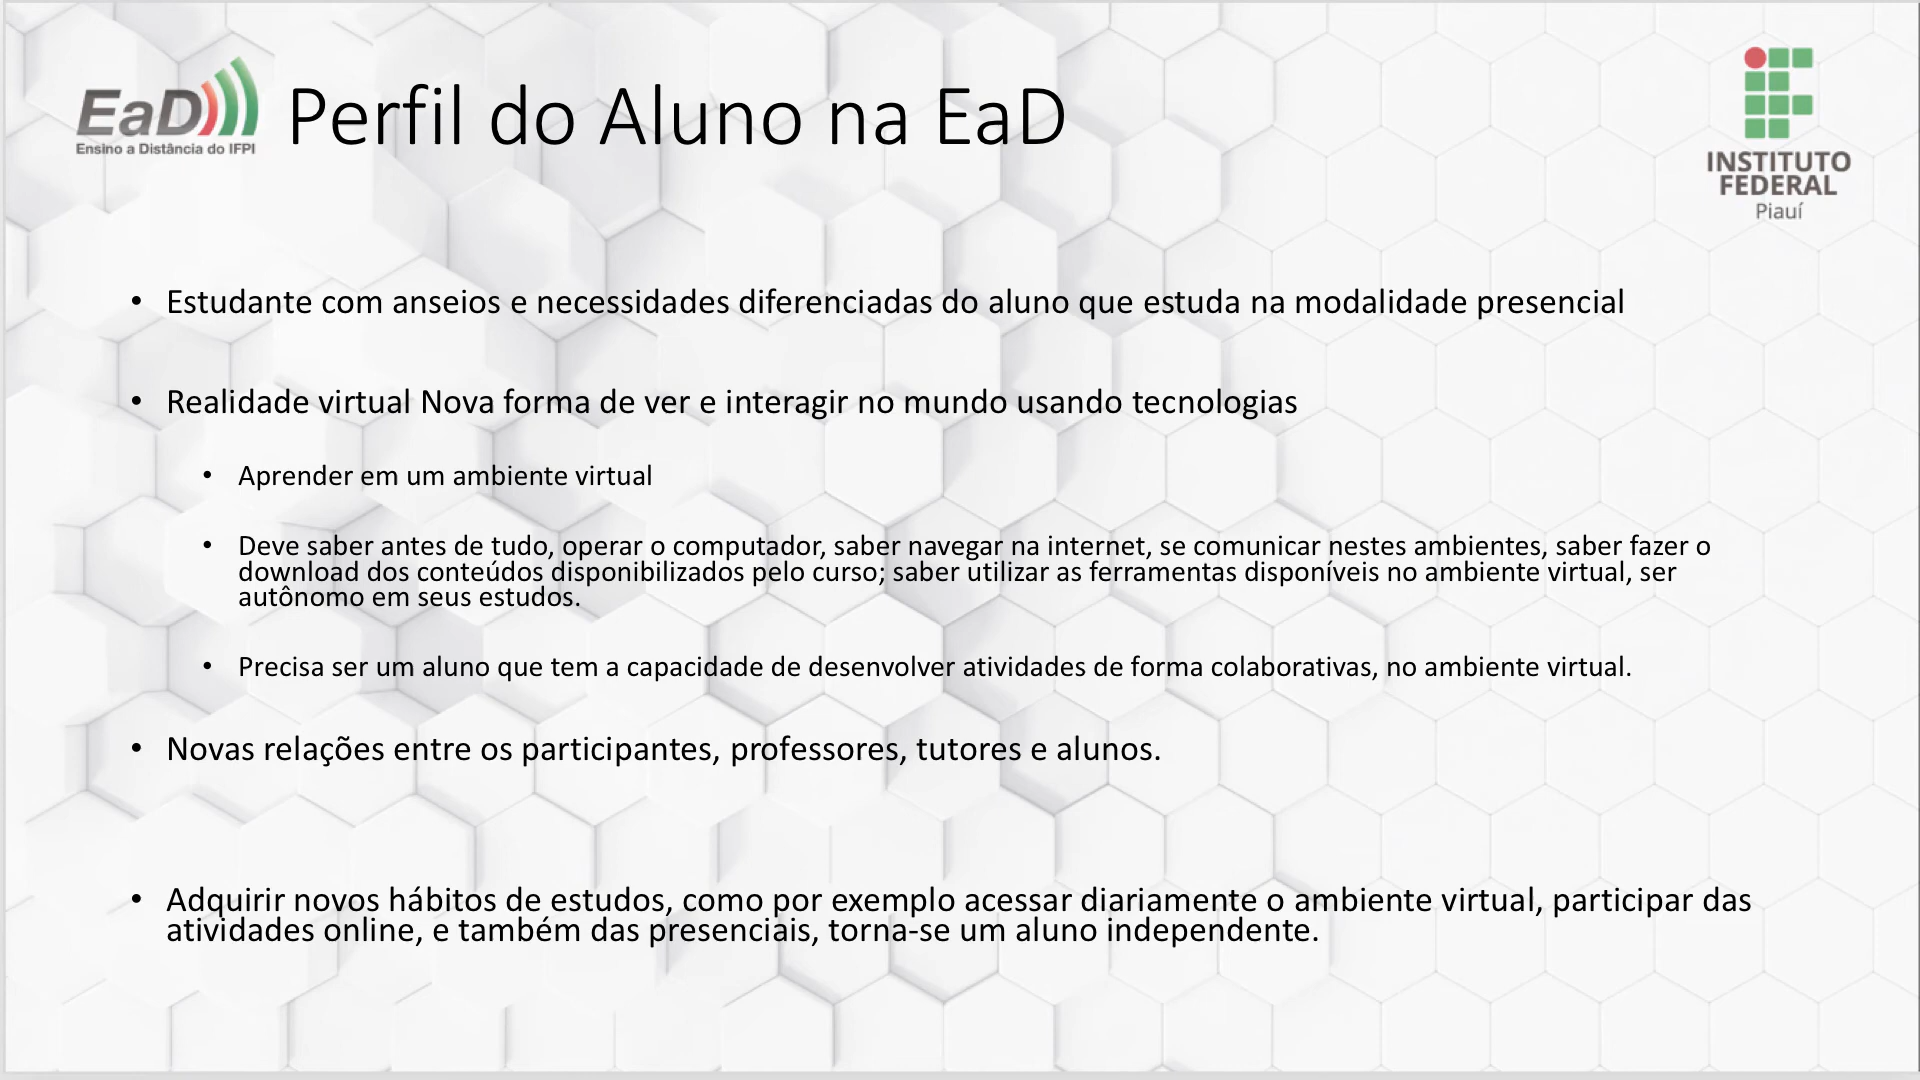 EaD
Ensino a Distância do IFPI
Perfil do Aluno na EaD
INSTITUTO
FEDERAL
Piauí
• Estudante com anseios e necessidades diferenciadas do aluno que estuda na modalidade presencial
• Realidade virtual Nova forma de ver e interagir no mundo usando tecnologias
• Aprender em um ambiente virtual
• Deve saber antes de tudo, operar o computador, saber navegar na internet, se comunicar nestes ambientes, saber fazer o
download dos conteúdos disponibilizados pelo curso; saber utilizar as ferramentas disponíveis no ambiente virtual, ser
autônomo em seus estudos.
• Precisa ser um aluno que tem a capacidade de desenvolver atividades de forma colaborativas, no ambiente virtual.
• Novas relações entre os participantes, professores, tutores e alunos.
• Adquirir novos hábitos de estudos, como por exemplo acessar diariamente o ambiente virtual, participar das
atividades online, e também das presenciais, torna-se um aluno independente.